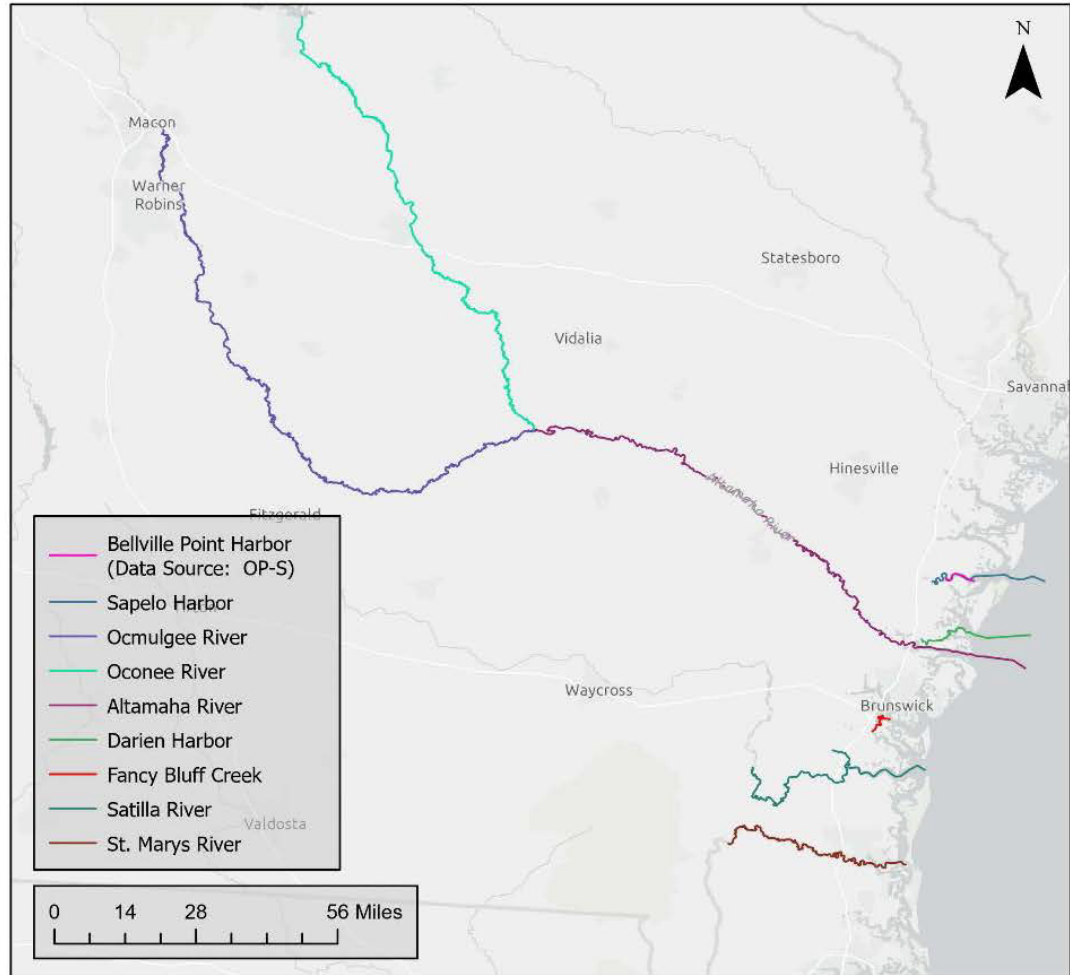 N
Macon
Warner
Robins
Statesboro
Vidalia
Savannah
Hinesville
Altamaha River
Fitzgerald
Bellville Point Harbor
(Data Source: OP-S)
Sapelo Harbor
Ocmulgee River
Oconee River
Altamaha River
Darien Harbor
Fancy Bluff Creek
Satilla River
St. Marys River
Waycross
Brunswick
Valdosta
0 14 28 56 Miles